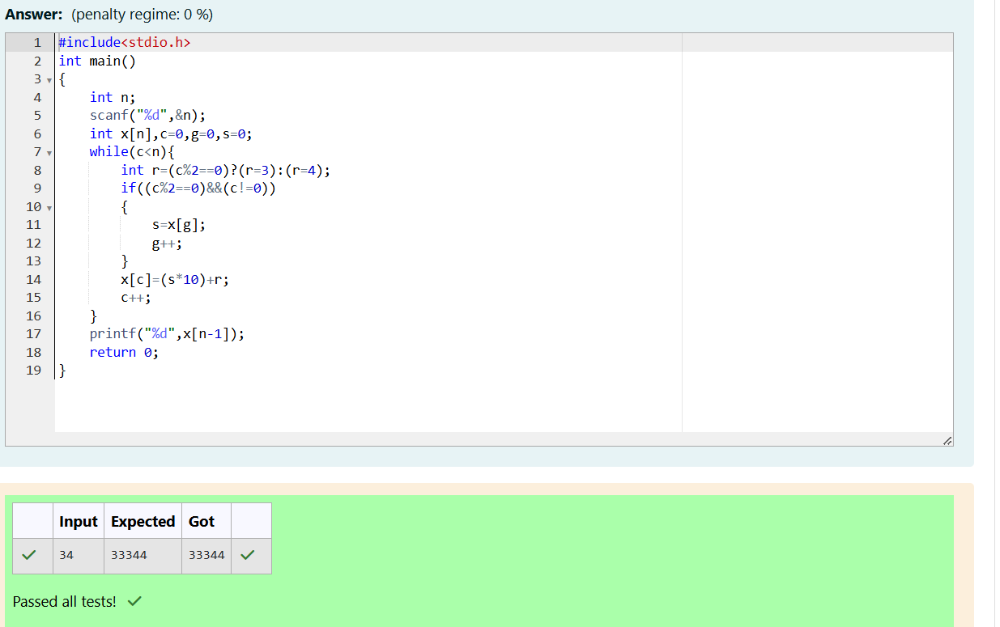 Answer: (penalty regime: 0 %)
1 #include<stdio.h>
2 int main()
3 {
4     int n;
5     scanf("%d",&n);
6     int x[n],c=0,g=0,s=0;
7     while(c<n){
8         int r=(c%2==0)?(r=3):(r=4);
9         if((c%2==0)&&(c!=0))
10         {
11             s=x[g];
12             g++;
13         }
14         x[c]=(s*10)+r;
15         c++;
16     }
17     printf("%d",x[n-1]);
18     return 0;
19 }
Input Expected Got
34 33344 33344
Passed all tests!